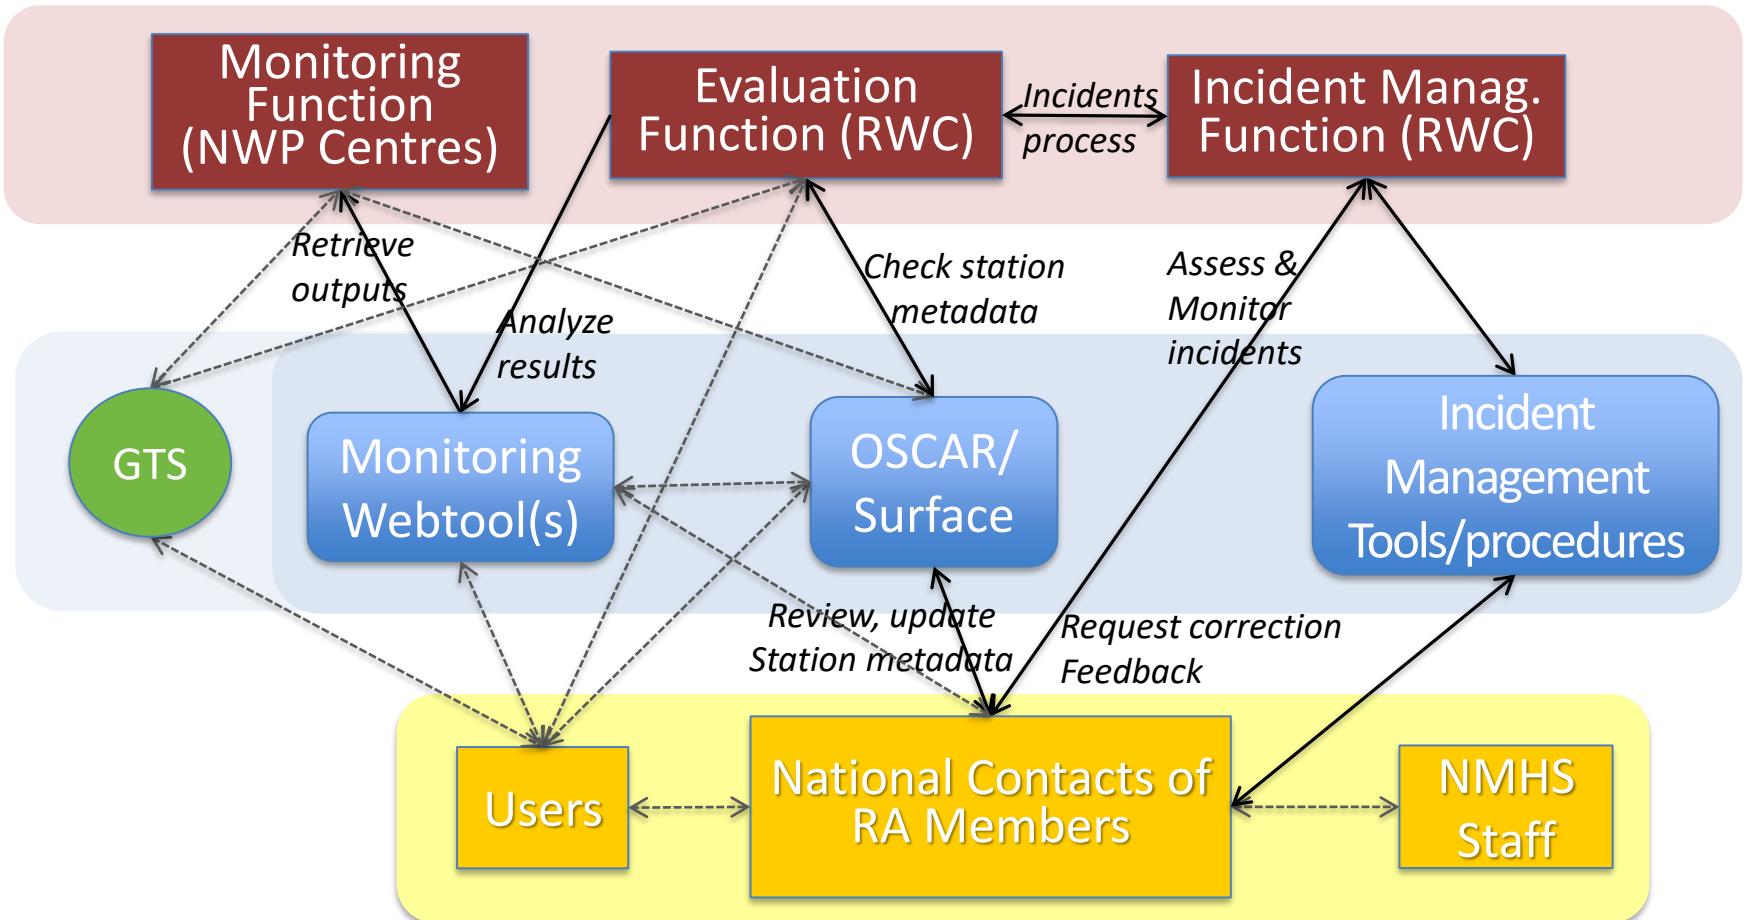 Monitoring
Function
(NWP Centres)
Evaluation
Function (RWC)
Incidents
process
Incident Manag.
Function (RWC)
Retrieve
outputs
Analyze
results
Check station
metadata
Assess &
Monitor
incidents
GTS
Monitoring
Webtool(s)
OSCAR/
Surface
Incident
Management
Tools/procedures
Review, update
Station metadata
Request correction
Feedback
Users
National Contacts of
RA Members
NMHS
Staff